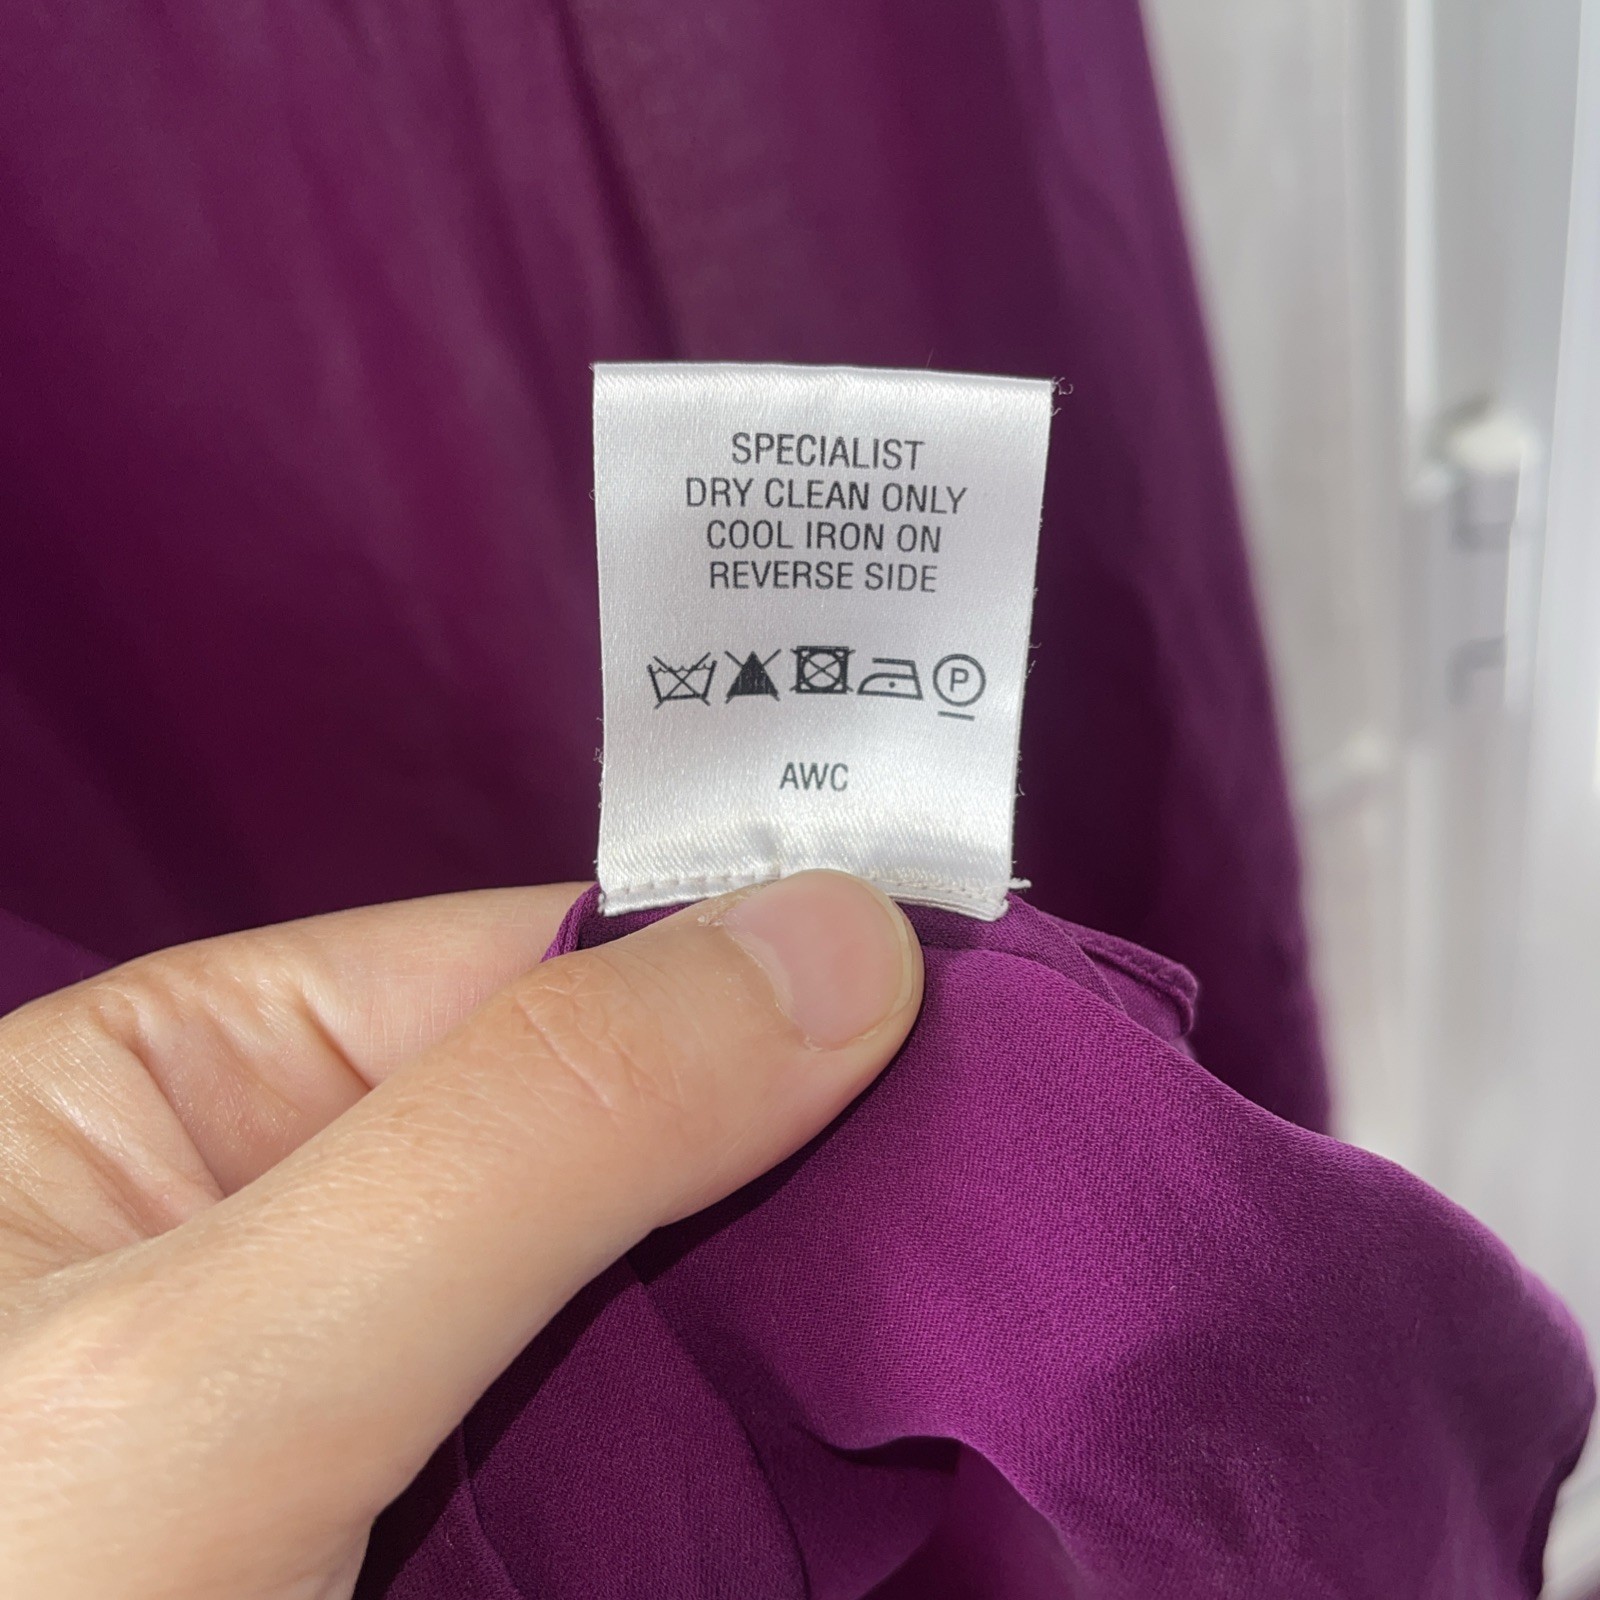 SPECIALIST
DRY CLEAN ONLY
COOL IRON ON
REVERSE SIDE
P
AWC